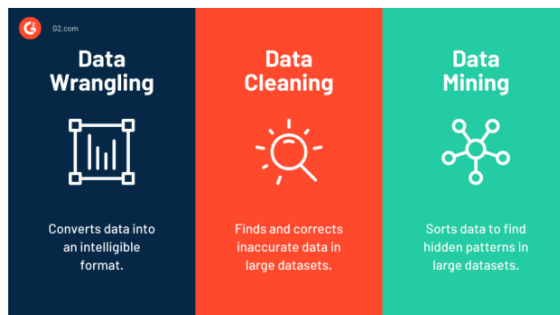 G2.com
Data
Wrangling
Converts data into
an intelligible
format.
Data
Cleaning
Finds and corrects
inaccurate data in
large datasets.
Data
Mining
Sorts data to find
hidden patterns in
large datasets.